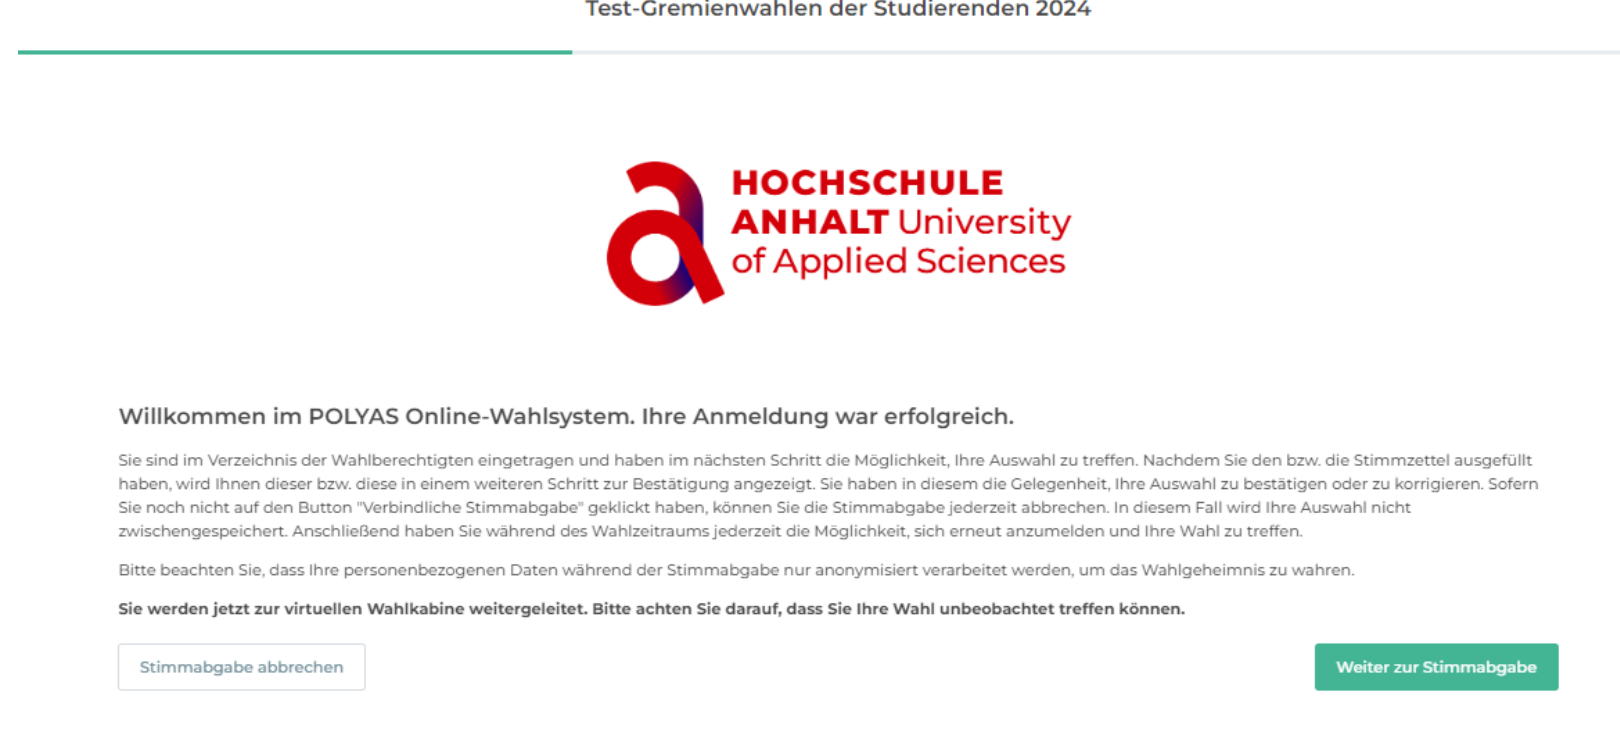 Test-Gremienwahlen der Studierenden 2024
HOCHSCHULE
ANHALT University
of Applied Sciences
Willkommen im POLYAS Online-Wahlsystem. Ihre Anmeldung war erfolgreich.
Sie sind im Verzeichnis der Wahlberechtigten eingetragen und haben im nächsten Schritt die Möglichkeit, Ihre Auswahl zu treffen. Nachdem Sie den bzw. die Stimmzettel ausgefüllt
haben, wird Ihnen dieser bzw. diese in einem weiteren Schritt zur Bestätigung angezeigt. Sie haben in diesem die Gelegenheit, Ihre Auswahl zu bestätigen oder zu korrigieren. Sofern
Sie noch nicht auf den Button "Verbindliche Stimmabgabe" geklickt haben, können Sie die Stimmabgabe jederzeit abbrechen. In diesem Fall wird Ihre Auswahl nicht
zwischengespeichert. Anschließend haben Sie während des Wahlzeitraums jederzeit die Möglichkeit, sich erneut anzumelden und Ihre Wahl zu treffen.
Bitte beachten Sie, dass Ihre personenbezogenen Daten während der Stimmabgabe nur anonymisiert verarbeitet werden, um das Wahlgeheimnis zu wahren.
Sie werden jetzt zur virtuellen Wahlkabine weitergeleitet. Bitte achten Sie darauf, dass Sie Ihre Wahl unbeobachtet treffen können.
Stimmabgabe abbrechen
Weiter zur Stimmabgabe